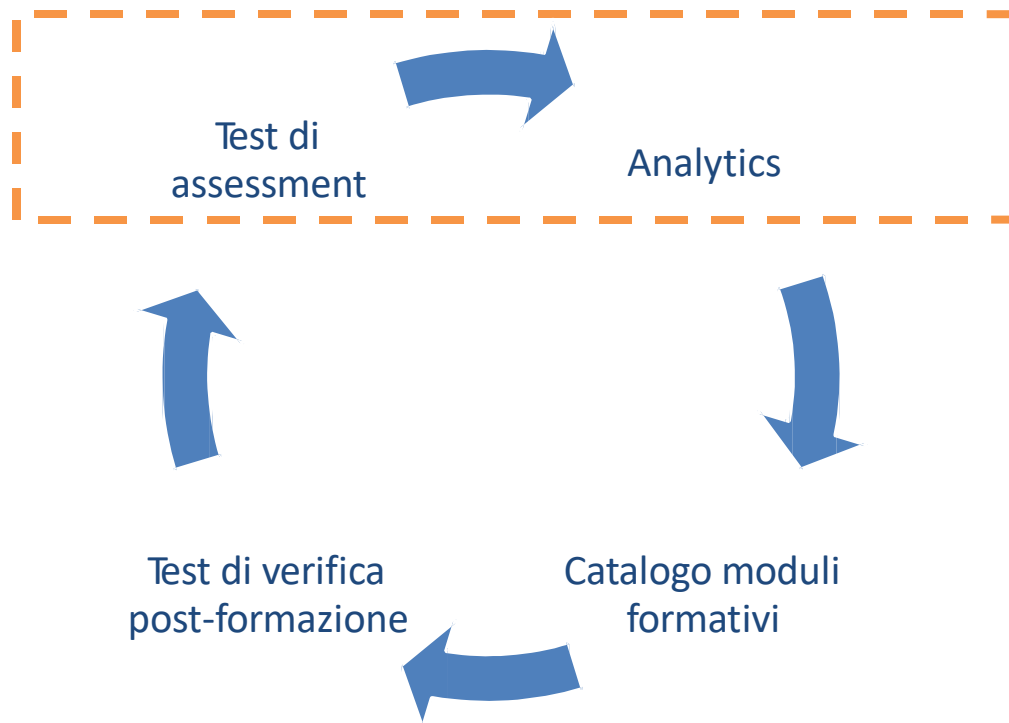 Test di
assessment
Analytics
Test di verifica
post-formazione
Catalogo moduli
formativi